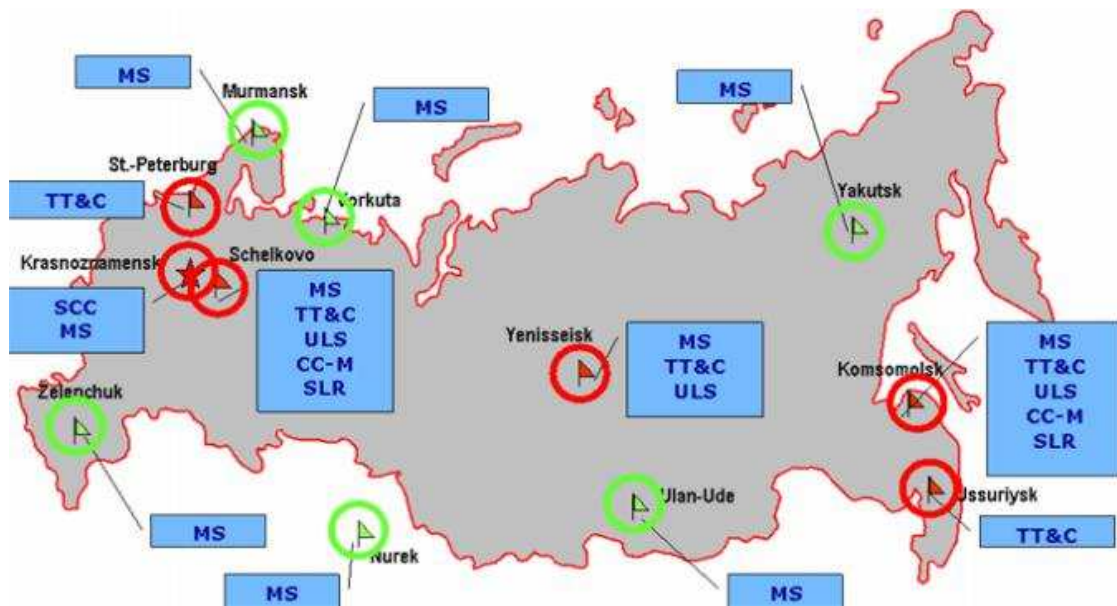 MS
Murmansk
MS
MS
St.-Peterburg
TT&C
Vorkuta
Yakutsk
Krasnoznamensk
Schelkovo
SCC
MS
MS
TT&C
ULS
CC-M
SLR
Yenisseisk
MS
TT&C
ULS
Komsomolsk
MS
TT&C
ULS
CC-M
SLR
Zelenchuk
MS
Nurek
MS
Ulan-Ude
MS
Ussuriysk
TT&C